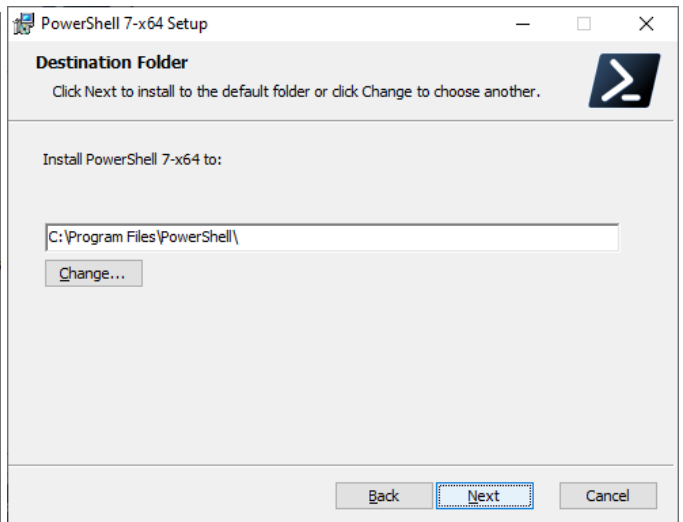 PowerShell 7-x64 Setup
Destination Folder
Click Next to install to the default folder or click Change to choose another.
Install PowerShell 7-x64 to:
C:\Program Files\PowerShell\
Change...
Back
Next
Cancel